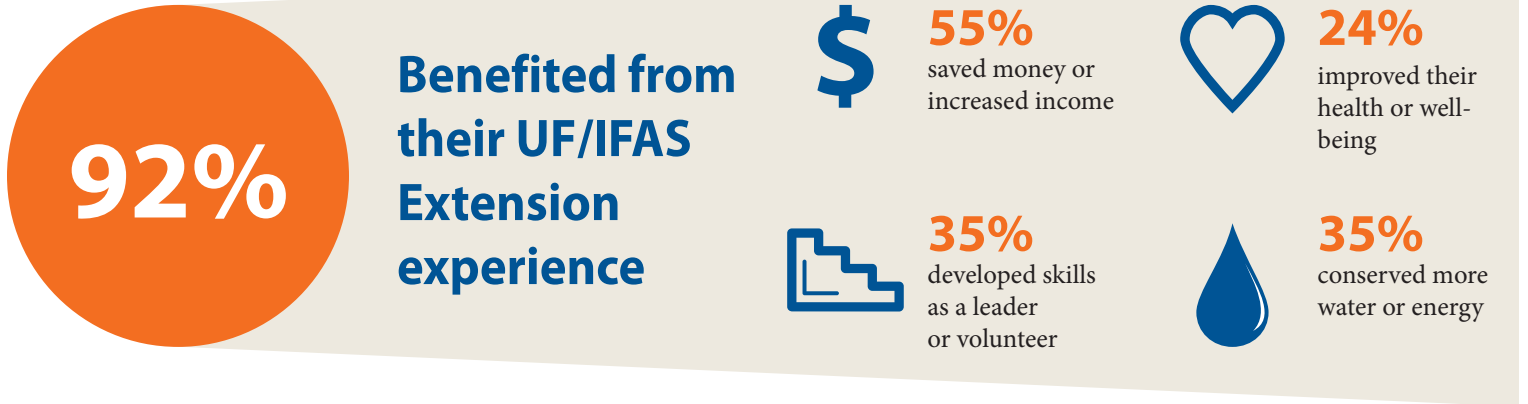 92%
Benefited from
their UF/IFAS
Extension
experience
55%
saved money or
increased income
24%
improved their
health or well-
being
35%
developed skills
as a leader
or volunteer
35%
conserved more
water or energy